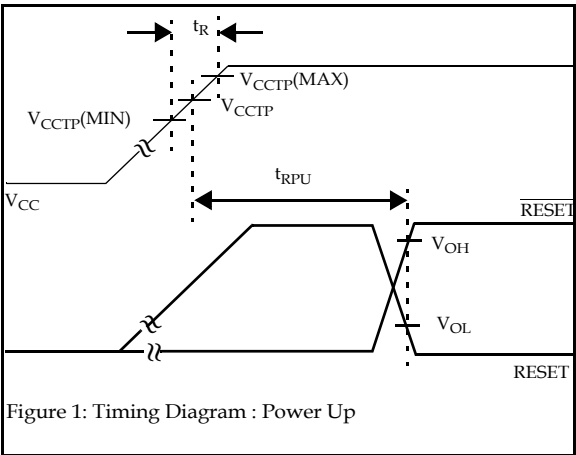 tR
VCCTP(MAX)
VCCTP
VCCTP(MIN)
tRPU
VCC
RESET
VOH
VOL
RESET
Figure 1: Timing Diagram : Power Up